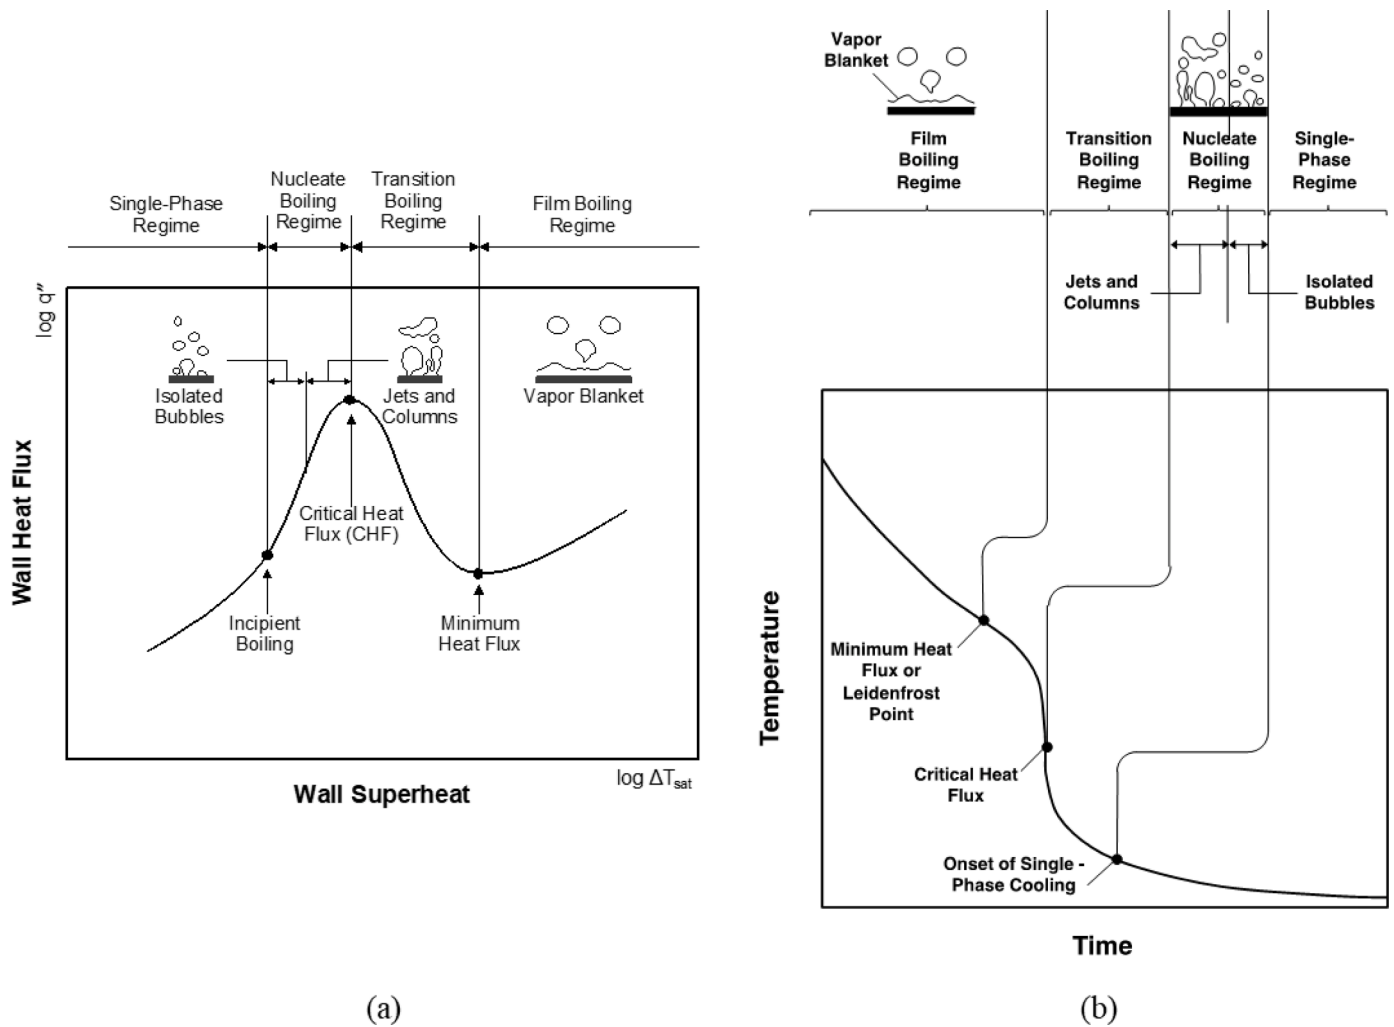 Single-Phase
Regime
Nucleate
Boiling
Regime
Transition
Boiling
Regime
Film Boiling
Regime
log q″
Isolated
Bubbles
Jets and
Columns
Vapor Blanket
Critical Heat
Flux (CHF)
Incipient
Boiling
Minimum
Heat Flux
Wall Heat Flux
log ΔTsat
Wall Superheat
(a)
Vapor
Blanket
Film
Boiling
Regime
Transition
Boiling
Regime
Nucleate
Boiling
Regime
Single-
Phase
Regime
Jets and
Columns
Isolated
Bubbles
Minimum Heat
Flux or
Leidenfrost
Point
Critical Heat
Flux
Onset of Single -
Phase Cooling
Temperature
Time
(b)